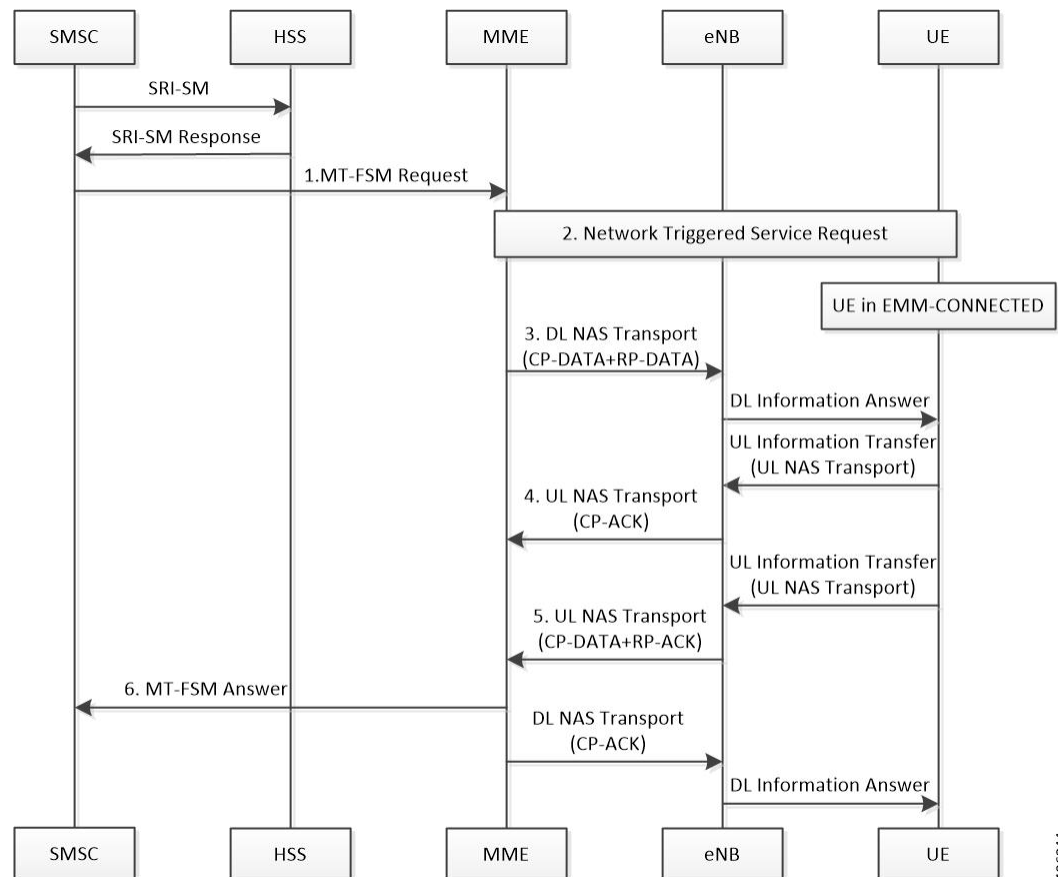 SMSC
HSS
MME
eNB
UE
SRI-SM
SRI-SM Response
1.MT-FSM Request
2. Network Triggered Service Request
UE in EMM-CONNECTED
3. DL NAS Transport
(CP-DATA+RP-DATA)
DL Information Answer
UL Information Transfer
(UL NAS Transport)
4. UL NAS Transport
(CP-ACK)
UL Information Transfer
(UL NAS Transport)
5. UL NAS Transport
(CP-DATA+RP-ACK)
6. MT-FSM Answer
DL NAS Transport
(CP-ACK)
DL Information Answer
SMSC
HSS
MME
eNB
UE